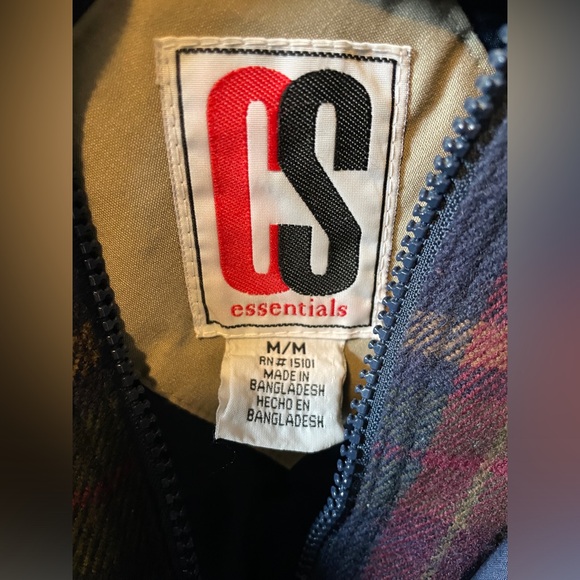 CS
essentials
M/M
RN# 15101
MADE IN
BANGLADESH
HECHO EN
BANGLADESH